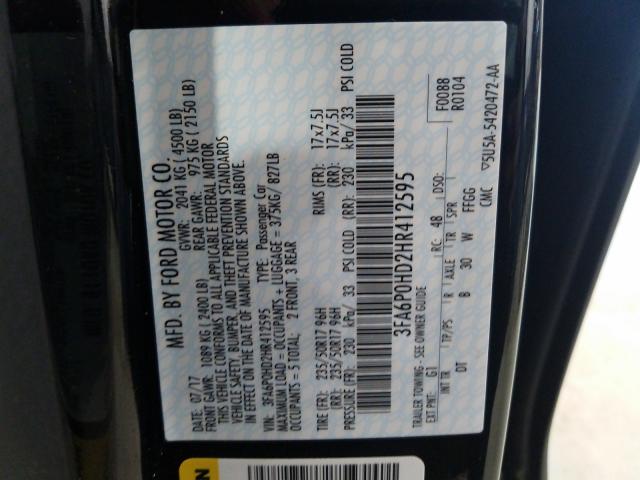 MFD. BY FORD MOTOR CO.
DATE: 07/17 GVWR: 2041 KG ( 4500 LB)
FRONT GAWR: 1089 KG ( 2400 LB) REAR GAWR: 975 KG ( 2150 LB)
THIS VEHICLE CONFORMS TO ALL APPLICABLE FEDERAL MOTOR
VEHICLE SAFETY, BUMPER, AND THEFT PREVENTION STANDARDS
IN EFFECT ON THE DATE OF MANUFACTURE SHOWN ABOVE.
VIN: 3FA6P0HD2HR412595 TYPE: Passenger Car
MAXIMUM LOAD = OCCUPANTS + LUGGAGE = 375KG/ 827LB
OCCUPANTS = 5 TOTAL: 2 FRONT, 3 REAR
TIRE (FR): 235/50R17 96H RIMS (FR): 17x7.5J
TIRE (RR): 235/50R17 96H (RR): 17x7.5J
PRESSURE (FR): 230 kPa/ 33 PSI COLD (RR): 230 kPa/ 33 PSI COLD
3FA6P0HD2HR412595
F0088
R0104
TRAILER TOWING- SEE OWNER GUIDE
EXT PNT: G1 RC: 48 DSO:
INT TR TP/PS R AXLE TR SPR
DT B 30 W FFGG
CMC ▽5U5A-5420472-AA